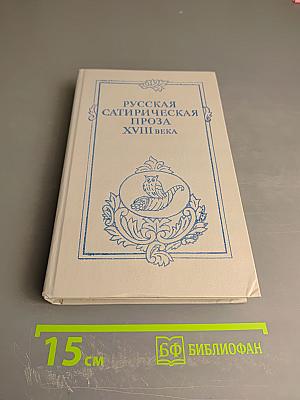 РУССКАЯ
САТИРИЧЕСКАЯ
ПРОЗА
XVIII ВЕКА
15 см
БФ БИБЛИОФАН